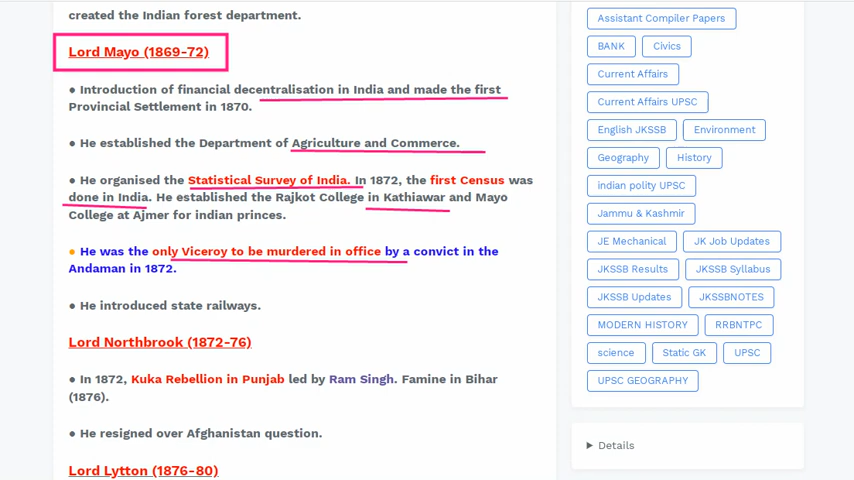 created the Indian forest department.
Lord Mayo (1869-72)
● Introduction of financial decentralisation in India and made the first
Provincial Settlement in 1870.
● He established the Department of Agriculture and Commerce.
● He organised the Statistical Survey of India. In 1872, the first Census was
done in India. He established the Rajkot College in Kathiawar and Mayo
College at Ajmer for indian princes.
● He was the only Viceroy to be murdered in office by a convict in the
Andaman in 1872.
● He introduced state railways.
Lord Northbrook (1872-76)
● In 1872, Kuka Rebellion in Punjab led by Ram Singh. Famine in Bihar
(1876).
● He resigned over Afghanistan question.
Lord Lytton (1876-80)
Assistant Compiler Papers
BANK Civics
Current Affairs
Current Affairs UPSC
English JKSSB Environment
Geography History
indian polity UPSC
Jammu & Kashmir
JE Mechanical JK Job Updates
JKSSB Results JKSSB Syllabus
JKSSB Updates JKSSBNOTES
MODERN HISTORY RRBNTPC
science Static GK UPSC
UPSC GEOGRAPHY
▶ Details